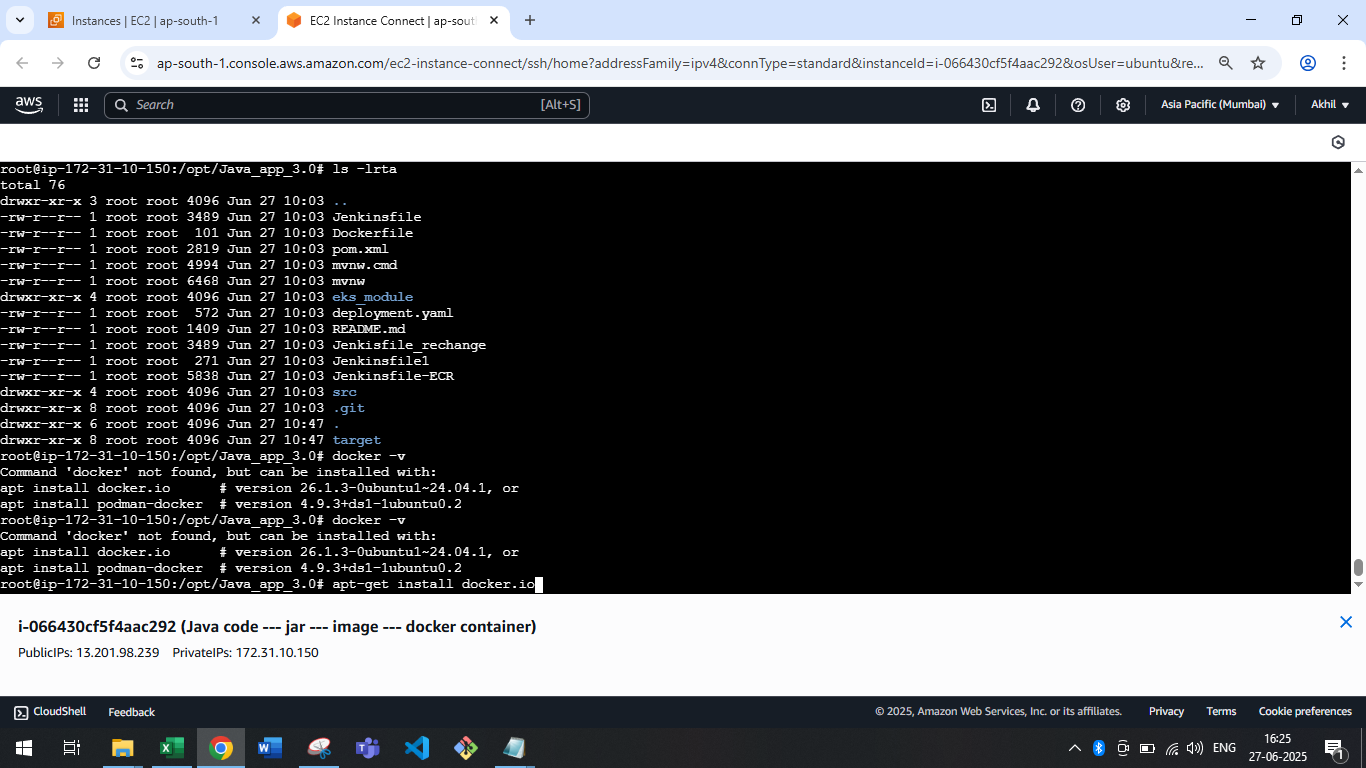 Instances | EC2 | ap-south-1
EC2 Instance Connect | ap-sout
ap-south-1.console.aws.amazon.com/ec2-instance-connect/ssh/home?addressFamily=ipv4&connType=standard&instanceId=i-066430cf5f4aac292&osUser=ubuntu&re...
aws
Search
[Alt+S]
Asia Pacific (Mumbai)
Akhil
root@ip-172-31-10-150:/opt/Java_app_3.0# ls -lrta
total 76
drwxr-xr-x 3 root root 4096 Jun 27 10:03 ..
-rw-r--r-- 1 root root 3489 Jun 27 10:03 Jenkinsfile
-rw-r--r-- 1 root root  101 Jun 27 10:03 Dockerfile
-rw-r--r-- 1 root root 2819 Jun 27 10:03 pom.xml
-rw-r--r-- 1 root root 4994 Jun 27 10:03 mvnw.cmd
-rw-r--r-- 1 root root 6468 Jun 27 10:03 mvnw
drwxr-xr-x 4 root root 4096 Jun 27 10:03 eks_module
-rw-r--r-- 1 root root  572 Jun 27 10:03 deployment.yaml
-rw-r--r-- 1 root root 1409 Jun 27 10:03 README.md
-rw-r--r-- 1 root root 3489 Jun 27 10:03 Jenkisfile_rechange
-rw-r--r-- 1 root root  271 Jun 27 10:03 Jenkinsfile1
-rw-r--r-- 1 root root 5838 Jun 27 10:03 Jenkinsfile-ECR
drwxr-xr-x 4 root root 4096 Jun 27 10:03 src
drwxr-xr-x 8 root root 4096 Jun 27 10:03 .git
drwxr-xr-x 6 root root 4096 Jun 27 10:47 .
drwxr-xr-x 8 root root 4096 Jun 27 10:47 target
root@ip-172-31-10-150:/opt/Java_app_3.0# docker -v
Command 'docker' not found, but can be installed with:
apt install docker.io      # version 26.1.3-0ubuntu1~24.04.1, or
apt install podman-docker  # version 4.9.3+ds1-1ubuntu0.2
root@ip-172-31-10-150:/opt/Java_app_3.0# docker -v
Command 'docker' not found, but can be installed with:
apt install docker.io      # version 26.1.3-0ubuntu1~24.04.1, or
apt install podman-docker  # version 4.9.3+ds1-1ubuntu0.2
root@ip-172-31-10-150:/opt/Java_app_3.0# apt-get install docker.io
i-066430cf5f4aac292 (Java code --- jar --- image --- docker container)
PublicIPs: 13.201.98.239 PrivateIPs: 172.31.10.150
CloudShell
Feedback
© 2025, Amazon Web Services, Inc. or its affiliates.
Privacy
Terms
Cookie preferences
ENG
16:25
27-06-2025
1